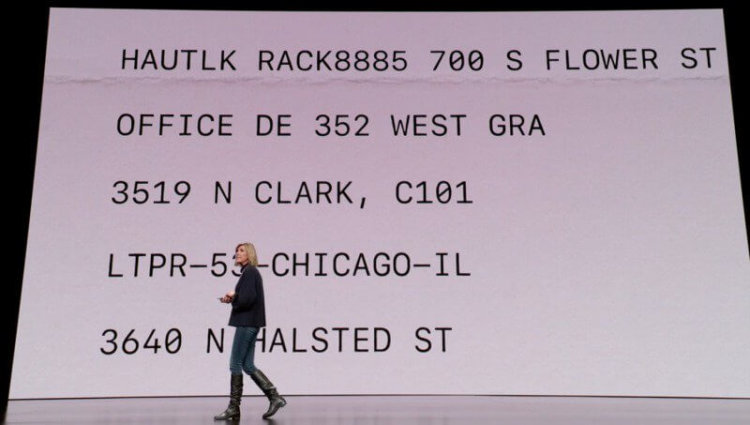 HAUTLK RACK8885 700 S FLOWER ST
OFFICE DE 352 WEST GRA
3519 N CLARK, C101
LTPR-53-CHICAGO-IL
3640 N HALSTED ST